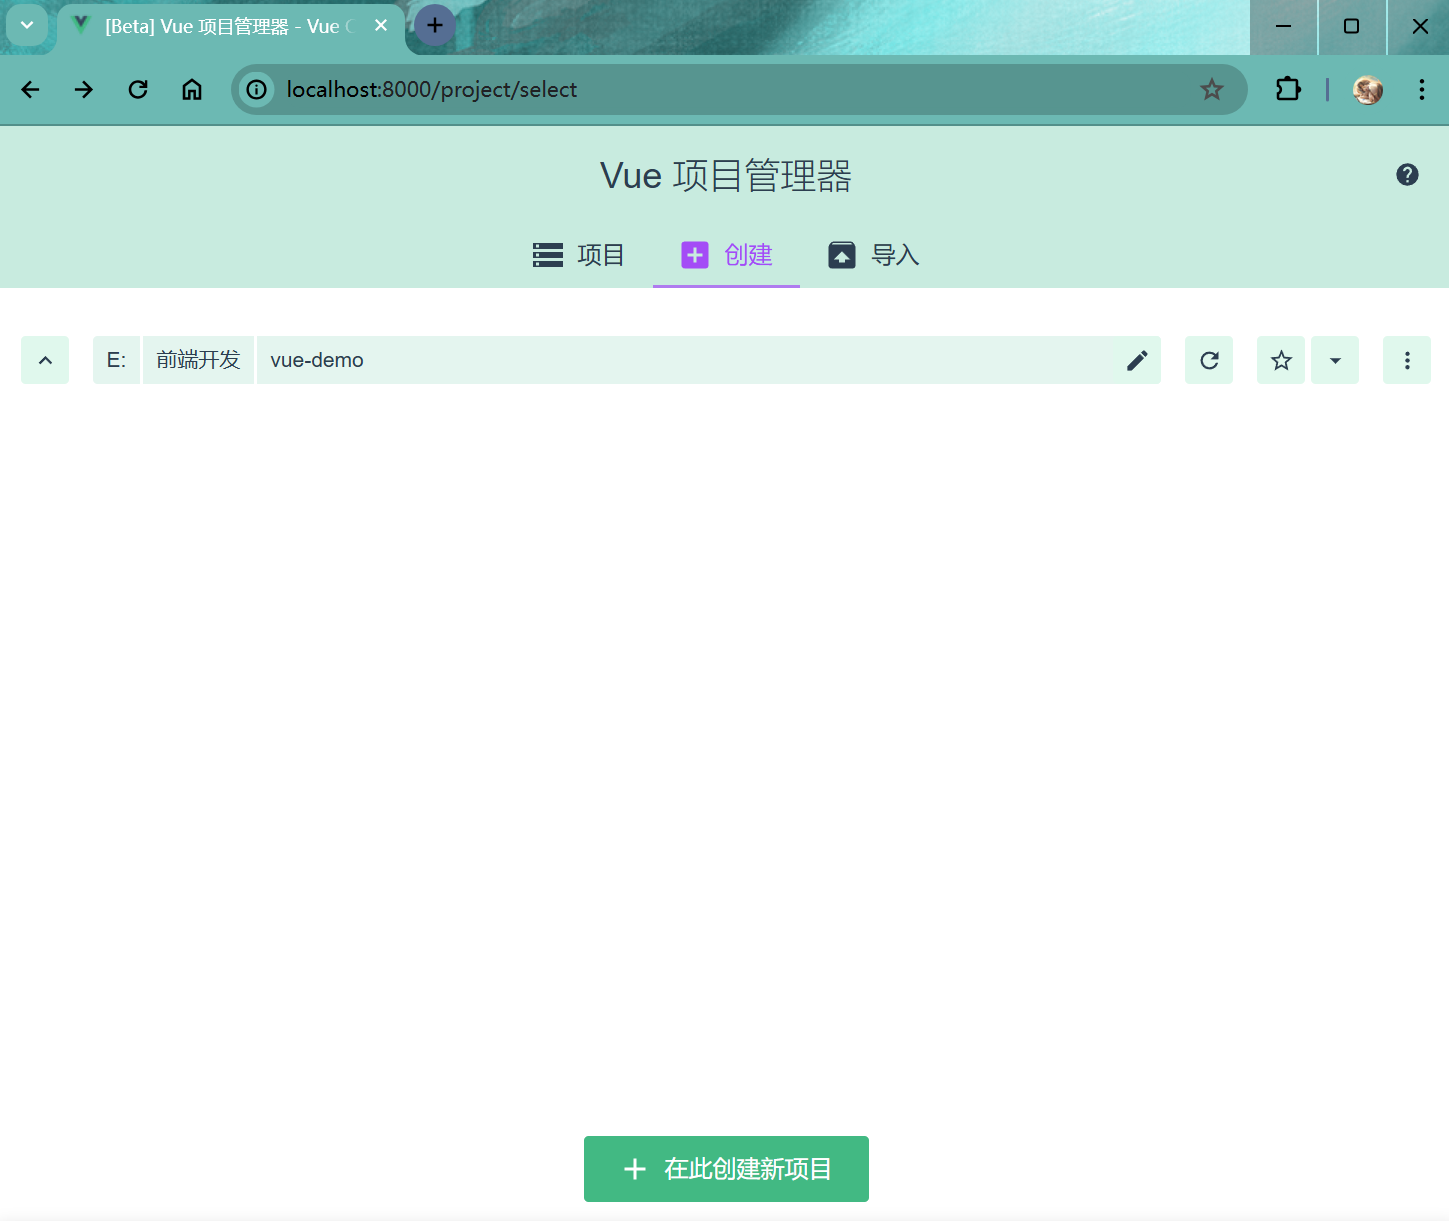 [Beta] Vue 项目管理器 - Vue C
localhost:8000/project/select
Vue 项目管理器
项目 创建 导入
E: 前端开发 vue-demo
在此创建新项目